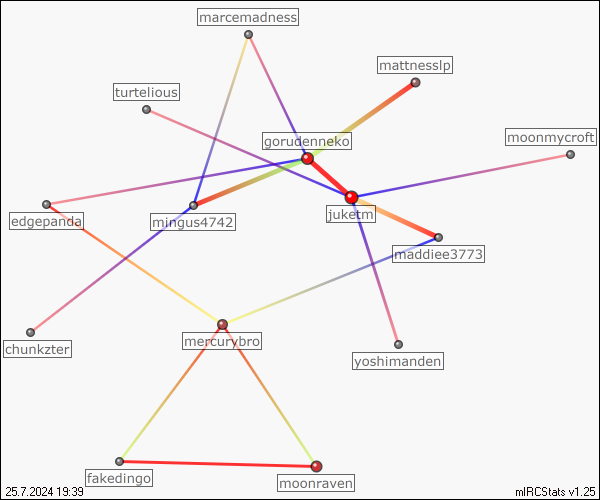 marcemadness
mattnesslp
turtelious
gorudenneko
moonmycroft
edgepanda
mingus4742
juketm
maddiee3773
chunkzter
mercurybro
yoshimanden
fakedingo
moonraven
25.7.2024 19:39
mIRCStats v1.25